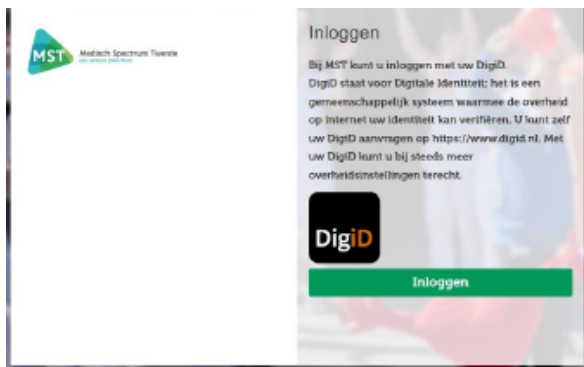 MST
Medisch Spectrum Twente
Inloggen
Bij MST kunt u inloggen met uw DigiD.
DigiD staat voor Digitale Identiteit; het is een
gemeenschappelijk systeem waarmee de overheid
op internet uw identiteit kan verifiëren. U kunt zelf
uw DigiD aanvragen op https://www.digid.nl. Met
uw DigiD kunt u bij steeds meer
overheidsinstellingen terecht.
DigiD
Inloggen